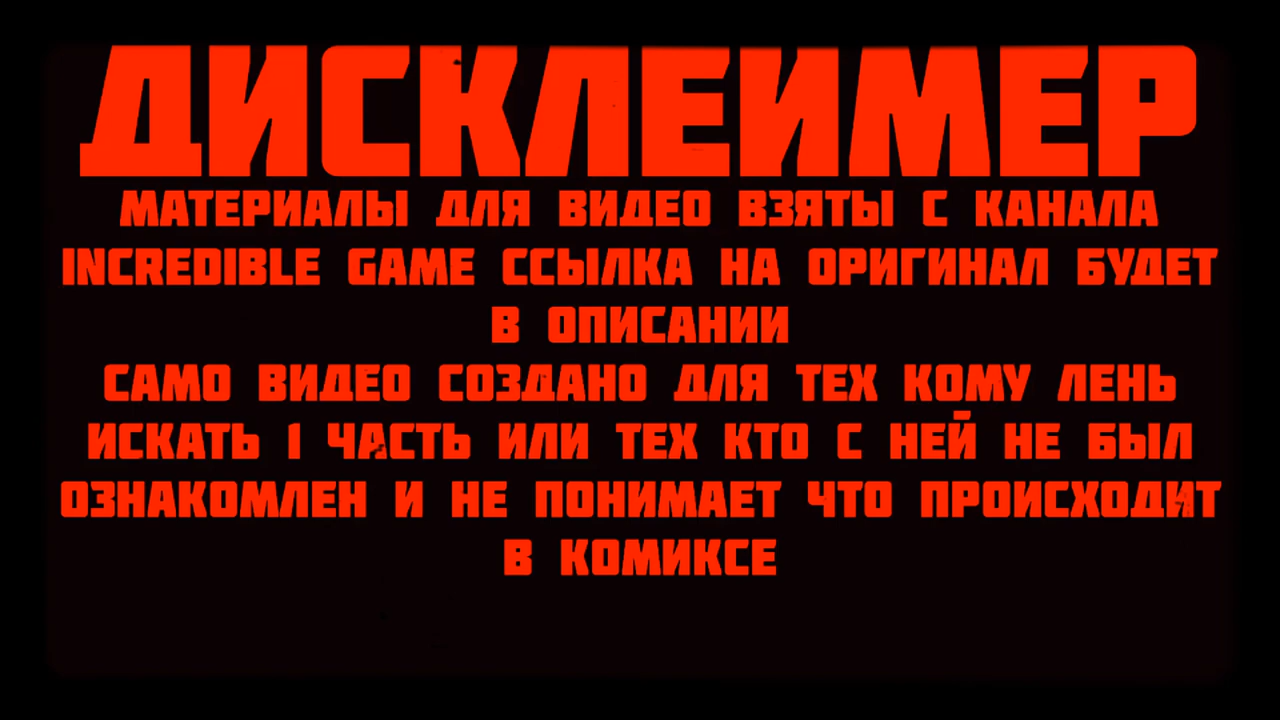 ДИСКЛЕЙМЕР
МАТЕРИАЛЫ ДЛЯ ВИДЕО ВЗЯТЫ С КАНАЛА
INCREDIBLE GAME ССЫЛКА НА ОРИГИНАЛ БУДЕТ
В ОПИСАНИИ
САМО ВИДЕО СОЗДАНО ДЛЯ ТЕХ КОМУ ЛЕНЬ
ИСКАТЬ 1 ЧАСТЬ ИЛИ ТЕХ КТО С НЕЙ НЕ БЫЛ
ОЗНАКОМЛЕН И НЕ ПОНИМАЕТ ЧТО ПРОИСХОДИТ
В КОМИКСЕ